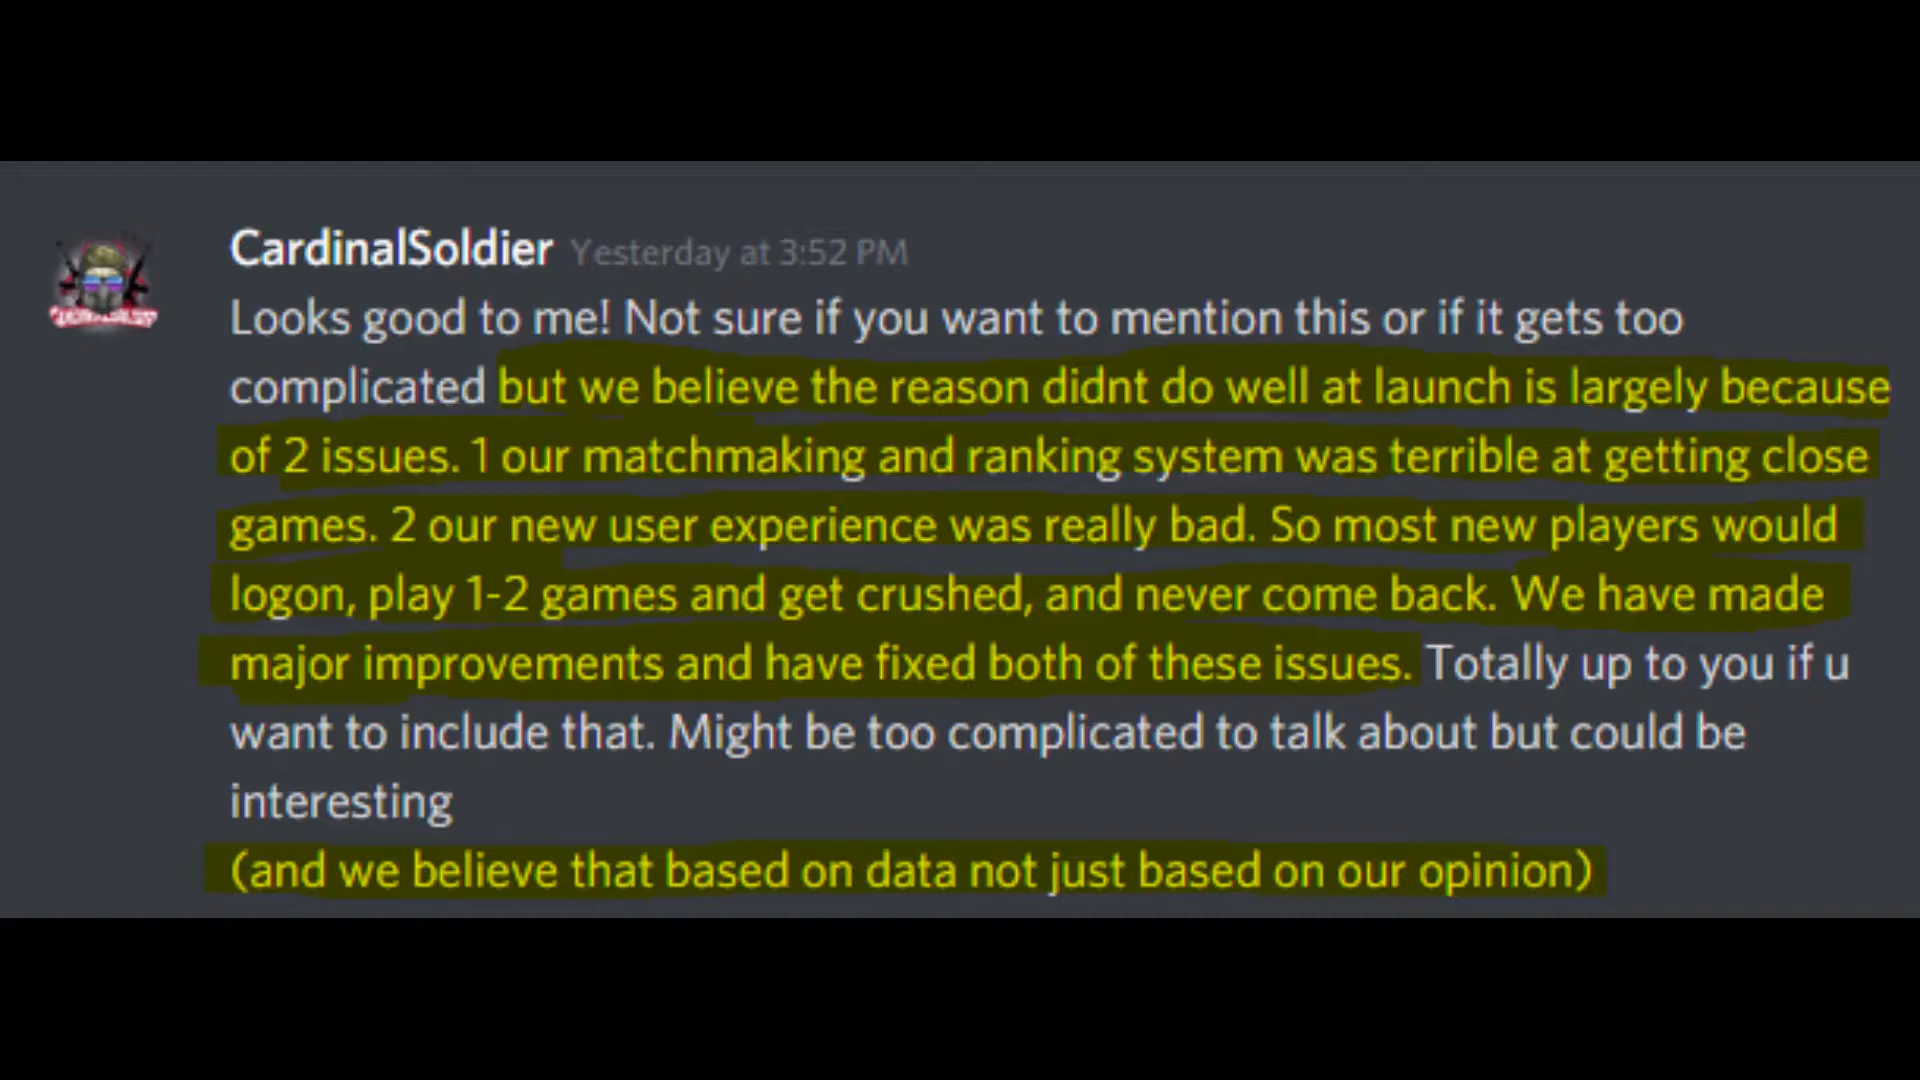 CardinalSoldier Yesterday at 3:52 PM
Looks good to me! Not sure if you want to mention this or if it gets too
complicated but we believe the reason didnt do well at launch is largely because
of 2 issues. 1 our matchmaking and ranking system was terrible at getting close
games. 2 our new user experience was really bad. So most new players would
logon, play 1-2 games and get crushed, and never come back. We have made
major improvements and have fixed both of these issues. Totally up to you if u
want to include that. Might be too complicated to talk about but could be
interesting
(and we believe that based on data not just based on our opinion)